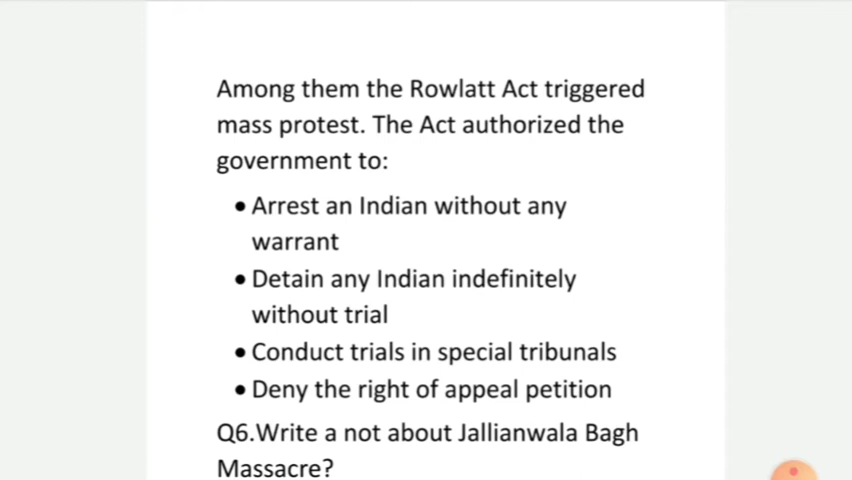 Among them the Rowlatt Act triggered
mass protest. The Act authorized the
government to:
• Arrest an Indian without any
warrant
• Detain any Indian indefinitely
without trial
• Conduct trials in special tribunals
• Deny the right of appeal petition
Q6.Write a not about Jallianwala Bagh
Massacre?